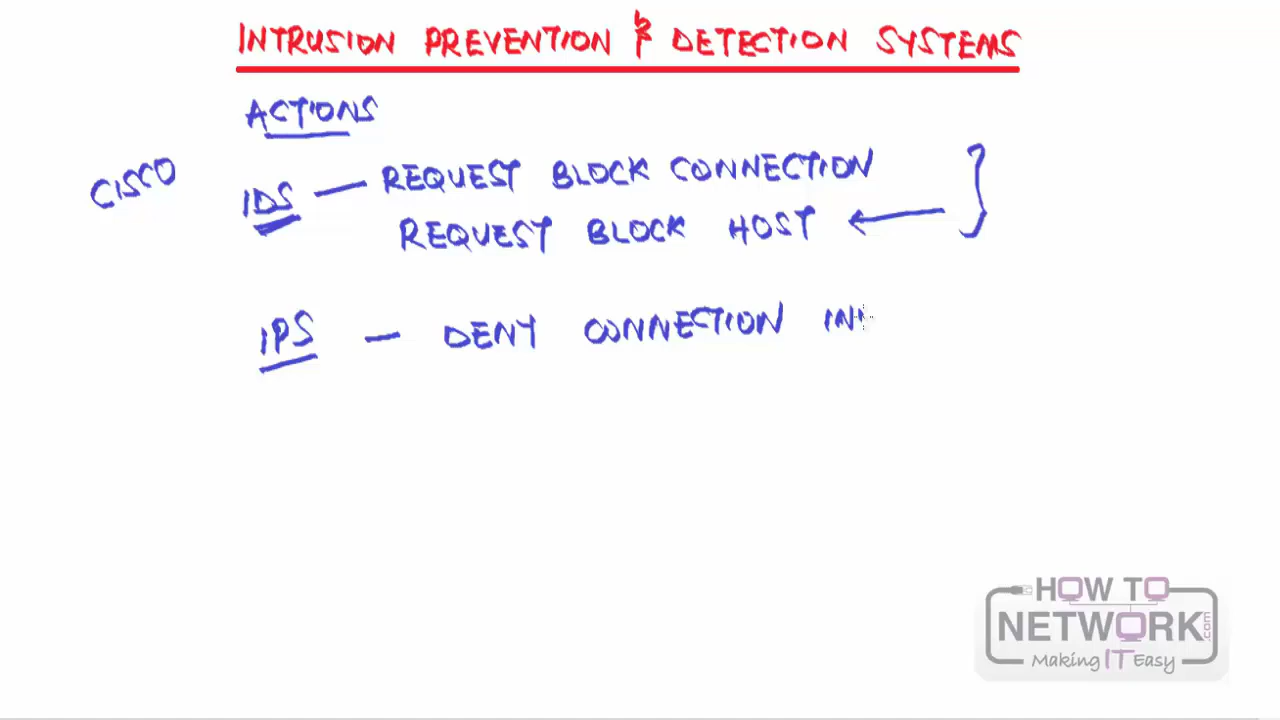 INTRUSION PREVENTION & DETECTION SYSTEMS
ACTIONS
CISCO
IDS — REQUEST BLOCK CONNECTION
REQUEST BLOCK HOST
IPS — DENY CONNECTION
HOW TO
NETWORK.com
Making IT Easy